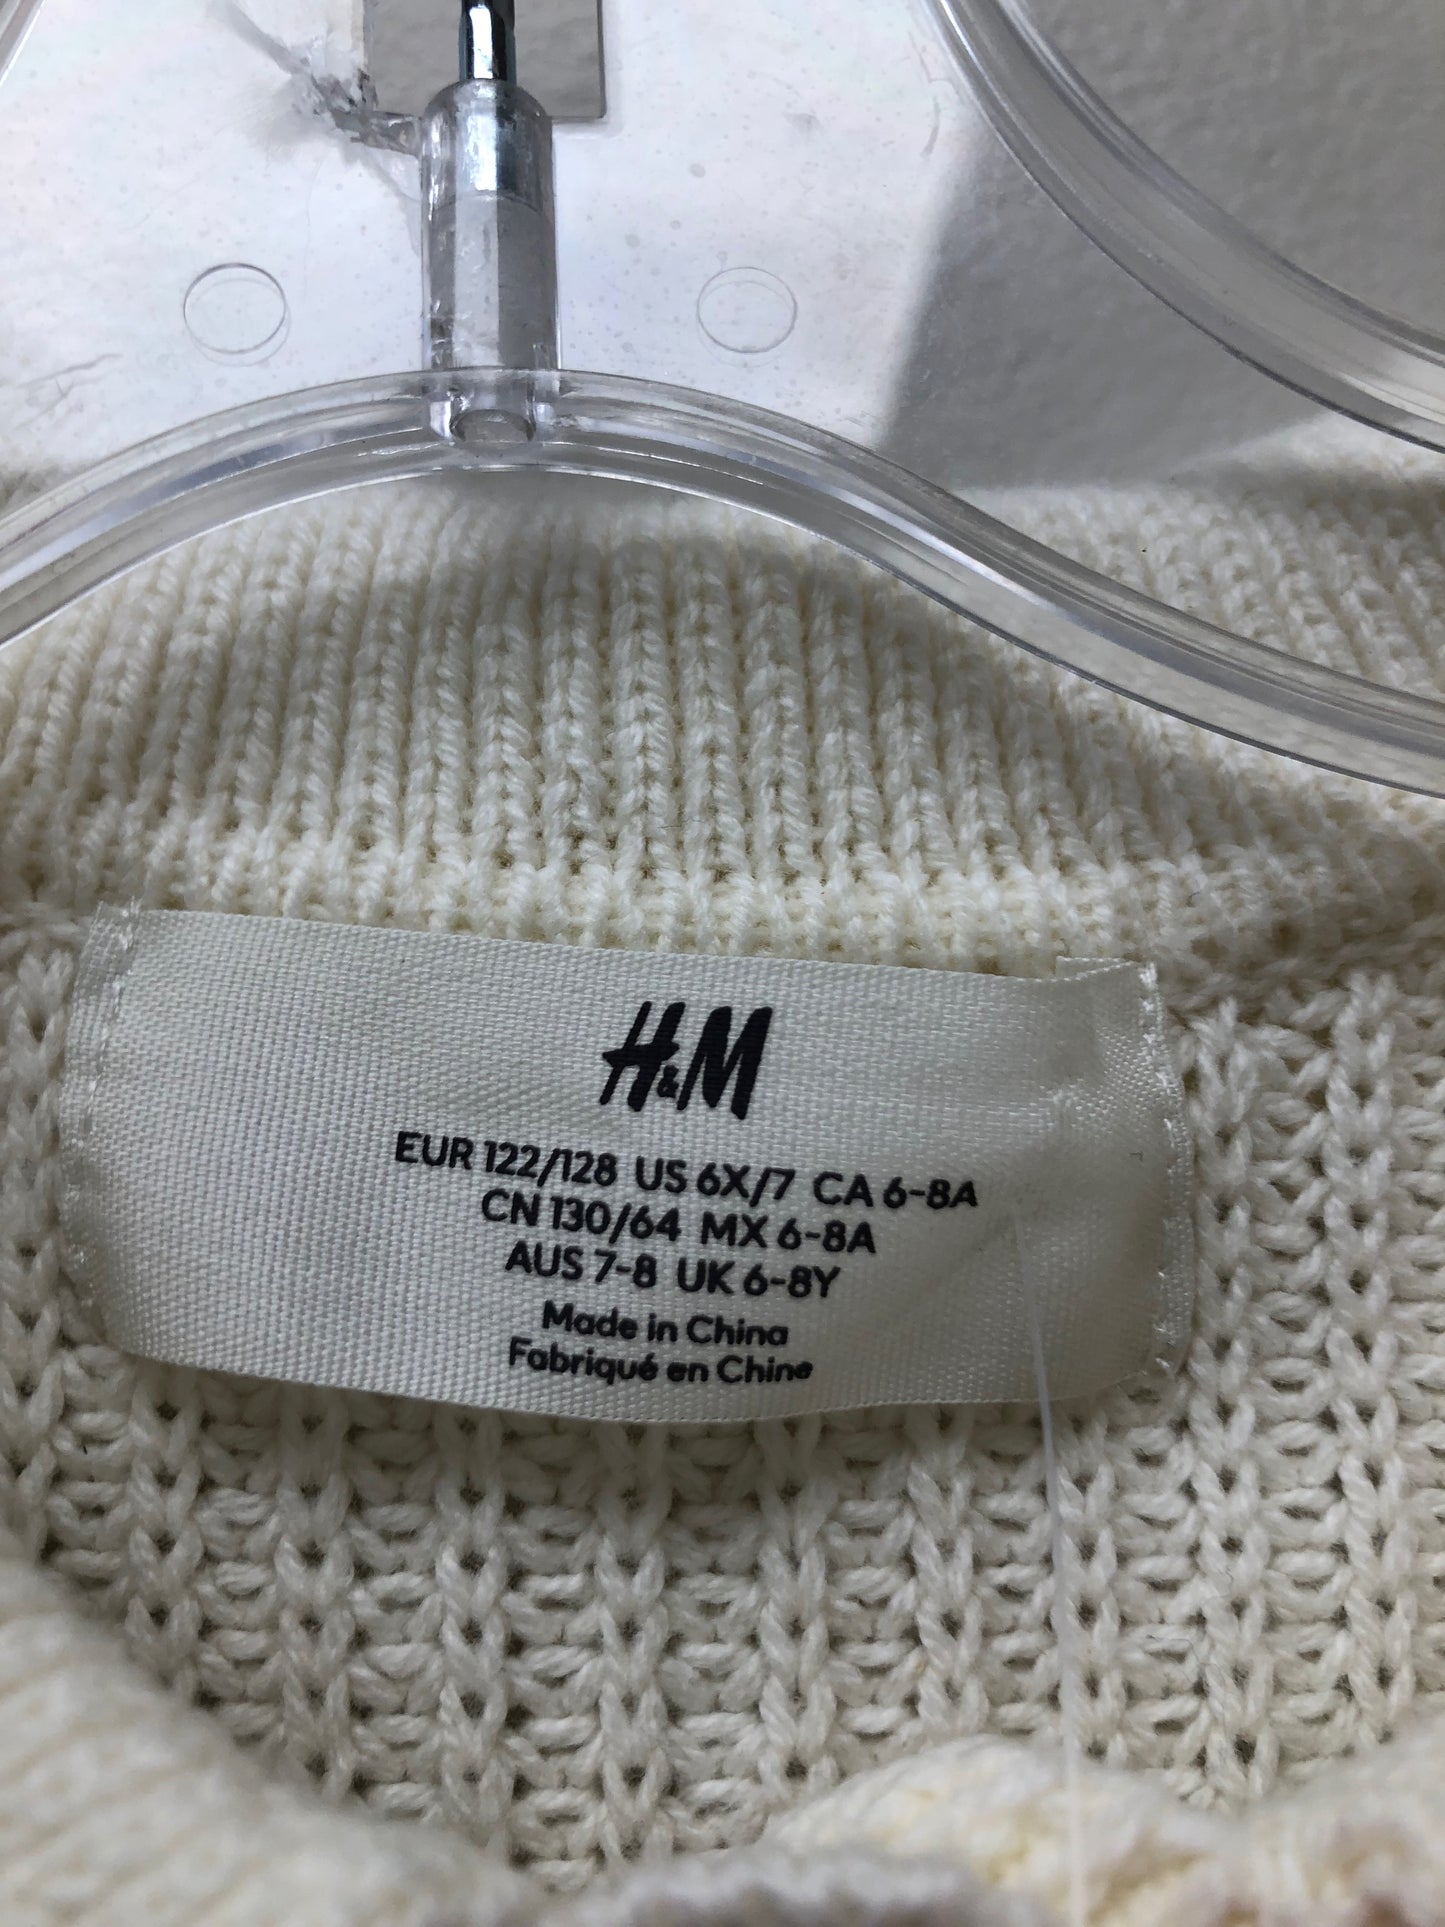 H&M
EUR 122/128 US 6X/7 CA 6-8A
CN 130/64 MX 6-8A
AUS 7-8 UK 6-8Y
Made in China
Fabriqué en Chine